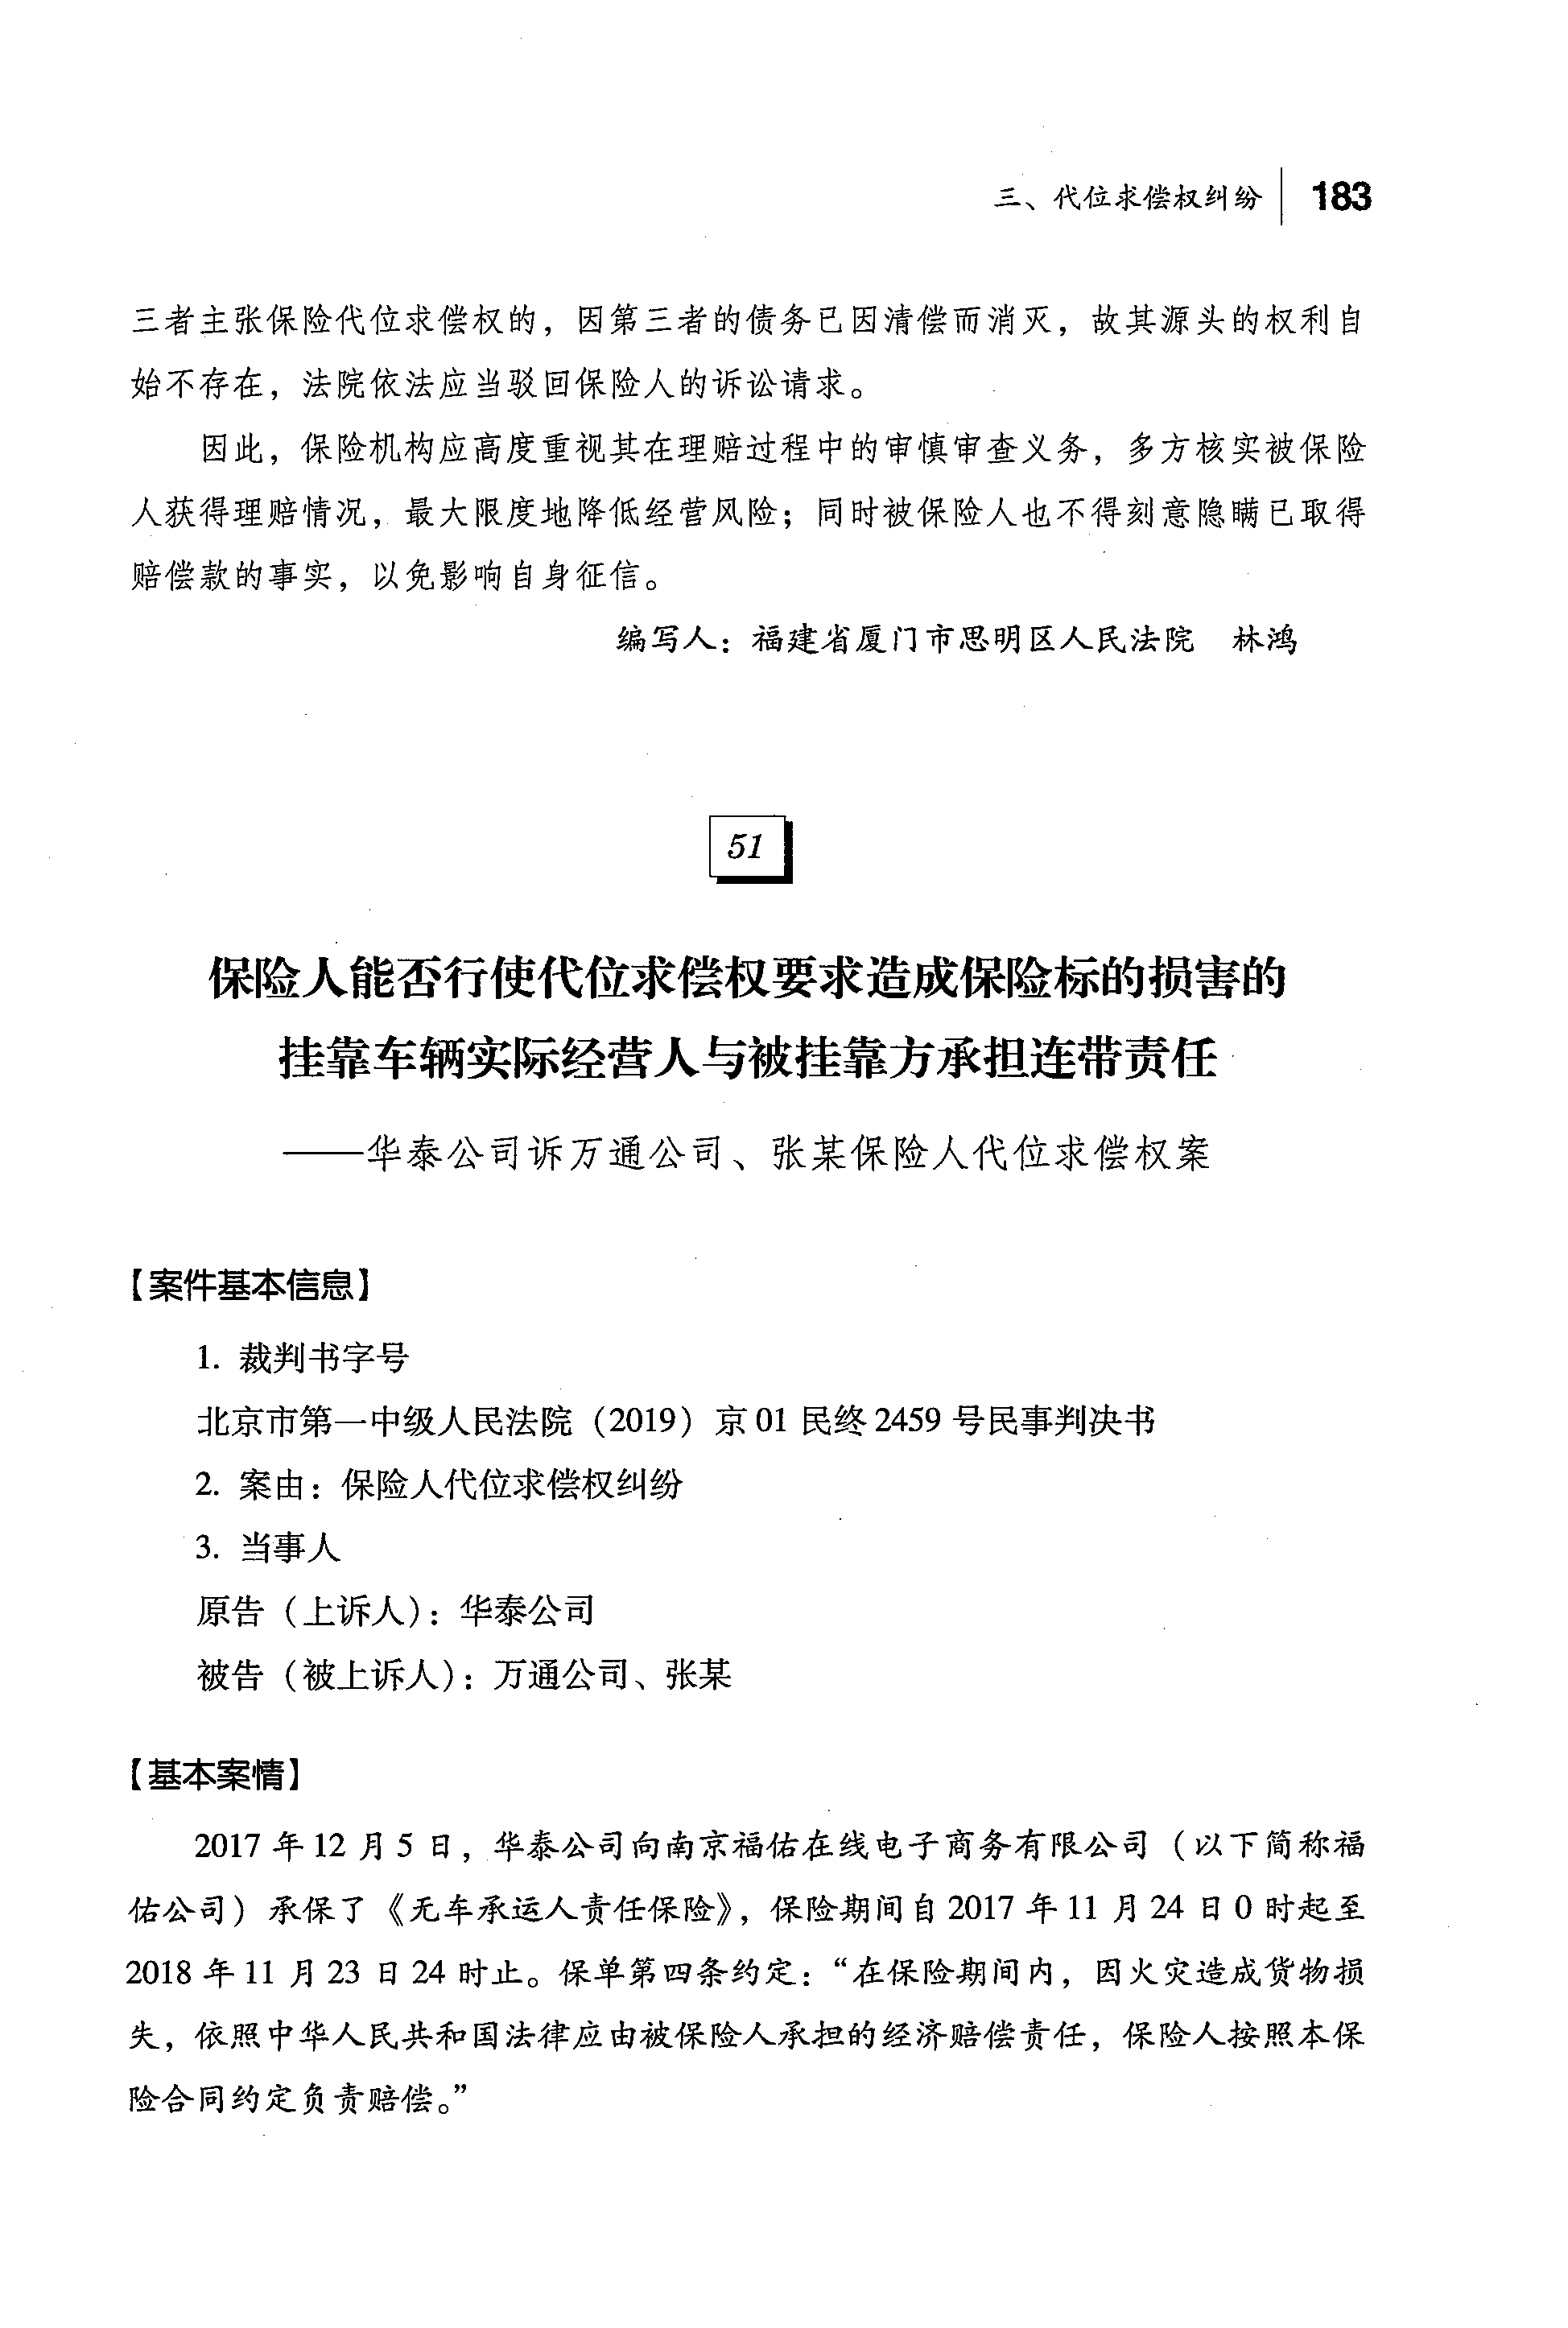 三、代位求偿权纠纷 183
三者主张保险代位求偿权的，因第三者的债务已因清偿而消灭，故其源头的权利自
始不存在，法院依法应当驳回保险人的诉讼请求。
因此，保险机构应高度重视其在理赔过程中的审慎审查义务，多方核实被保险
人获得理赔情况，最大限度地降低经营风险；同时被保险人也不得刻意隐瞒已取得
赔偿款的事实，以免影响自身征信。
编写人：福建省厦门市思明区人民法院　林鸿
51
保险人能否行使代位求偿权要求造成保险标的损害的
挂靠车辆实际经营人与被挂靠方承担连带责任
——华泰公司诉万通公司、张某保险人代位求偿权案
【案件基本信息】
1. 裁判书字号
北京市第一中级人民法院（2019）京01民终2459号民事判决书
2. 案由：保险人代位求偿权纠纷
3. 当事人
原告（上诉人）：华泰公司
被告（被上诉人）：万通公司、张某
【基本案情】
2017年12月5日，华泰公司向南京福佑在线电子商务有限公司（以下简称福
佑公司）承保了《无车承运人责任保险》，保险期间自2017年11月24日0时起至
2018年11月23日24时止。保单第四条约定：“在保险期间内，因火灾造成货物损
失，依照中华人民共和国法律应由被保险人承担的经济赔偿责任，保险人按照本保
险合同约定负责赔偿。”